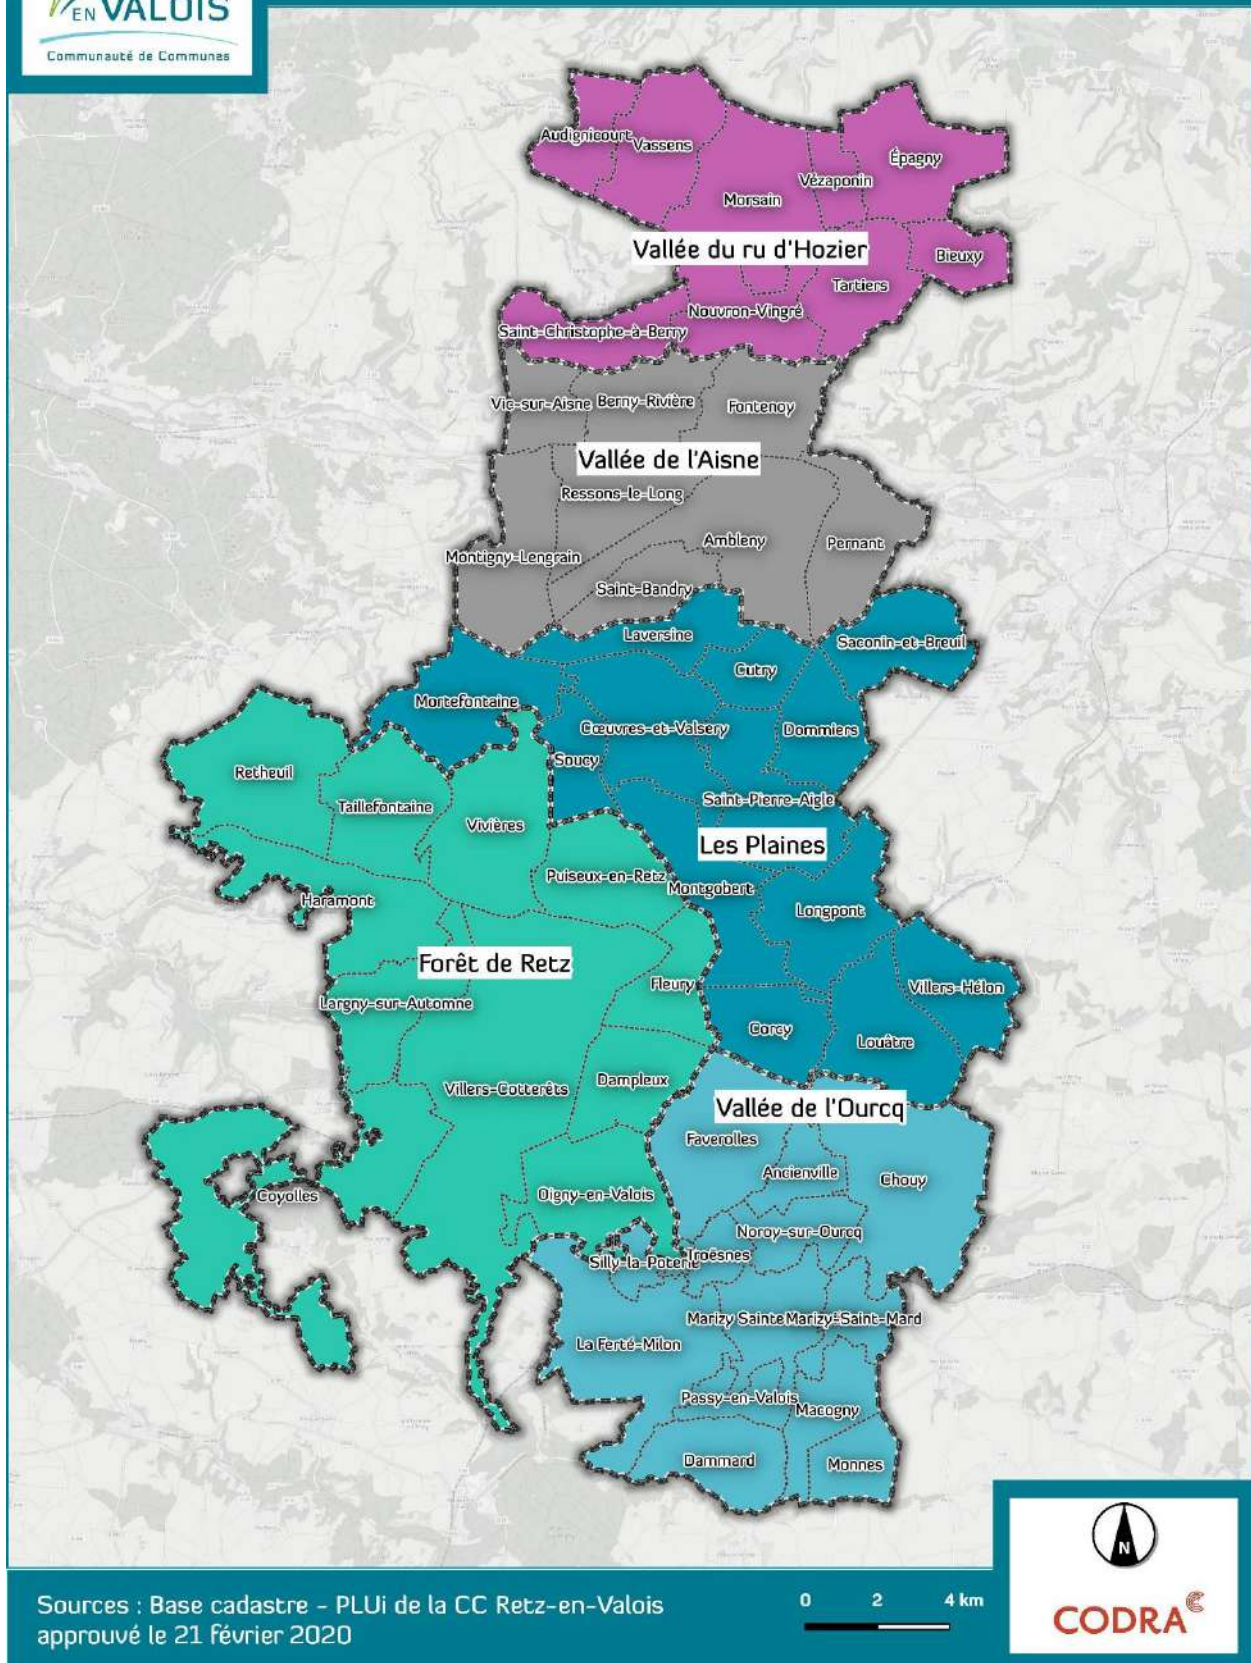 EN VALOIS
Communauté de Communes
Audignicourt
Vassens
Épagny
Vézaponin
Morsain
Vallée du ru d'Hozier
Bieuxy
Tartiers
Nouvron-Vingré
Saint-Christophe-à-Berry
Vic-sur-Aisne
Berny-Rivière
Fontenoy
Vallée de l'Aisne
Ressons-le-Long
Ambleny
Pernant
Montigny-Lengrain
Saint-Bandry
Laversine
Saconin-et-Breuil
Cutry
Mortefontaine
Cœuvres-et-Valsery
Dommiers
Soucy
Retheuil
Taillefontaine
Saint-Pierre-Aigle
Vivières
Les Plaines
Puiseux-en-Retz
Montgobert
Haramont
Longpont
Forêt de Retz
Fleury
Villers-Hélon
Largny-sur-Automne
Corcy
Louâtre
Dampleux
Villers-Cotterêts
Vallée de l'Ourcq
Faverolles
Ancienville
Chouy
Coyolles
Oigny-en-Valois
Noroy-sur-Ourcq
Troësnes
Silly-la-Poterie
Marizy Sainte
Marizy-Saint-Mard
La Ferté-Milon
Passy-en-Valois
Macogny
Dammard
Monnes
N
Sources : Base cadastre - PLUi de la CC Retz-en-Valois
approuvé le 21 février 2020
0 2 4 km
CODRA